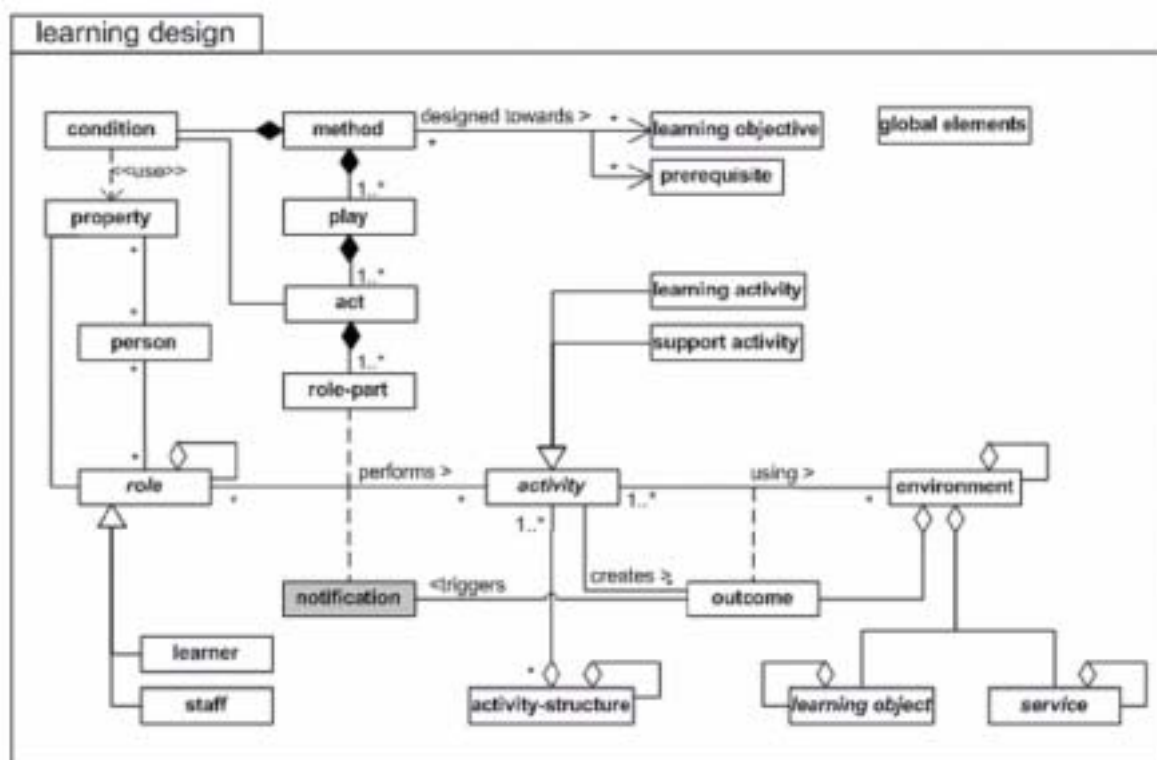 learning design
condition
method
designed towards >
*
*
learning objective
global elements
<<use>>
*
prerequisite
1..*
property
play
*
1..*
act
learning activity
*
person
support activity
*
1..*
role-part
*
performs >
using >
role
*
*
activity
1..*
*
environment
1..*
creates >
*
notification
<triggers
outcome
learner
*
staff
activity-structure
learning object
service